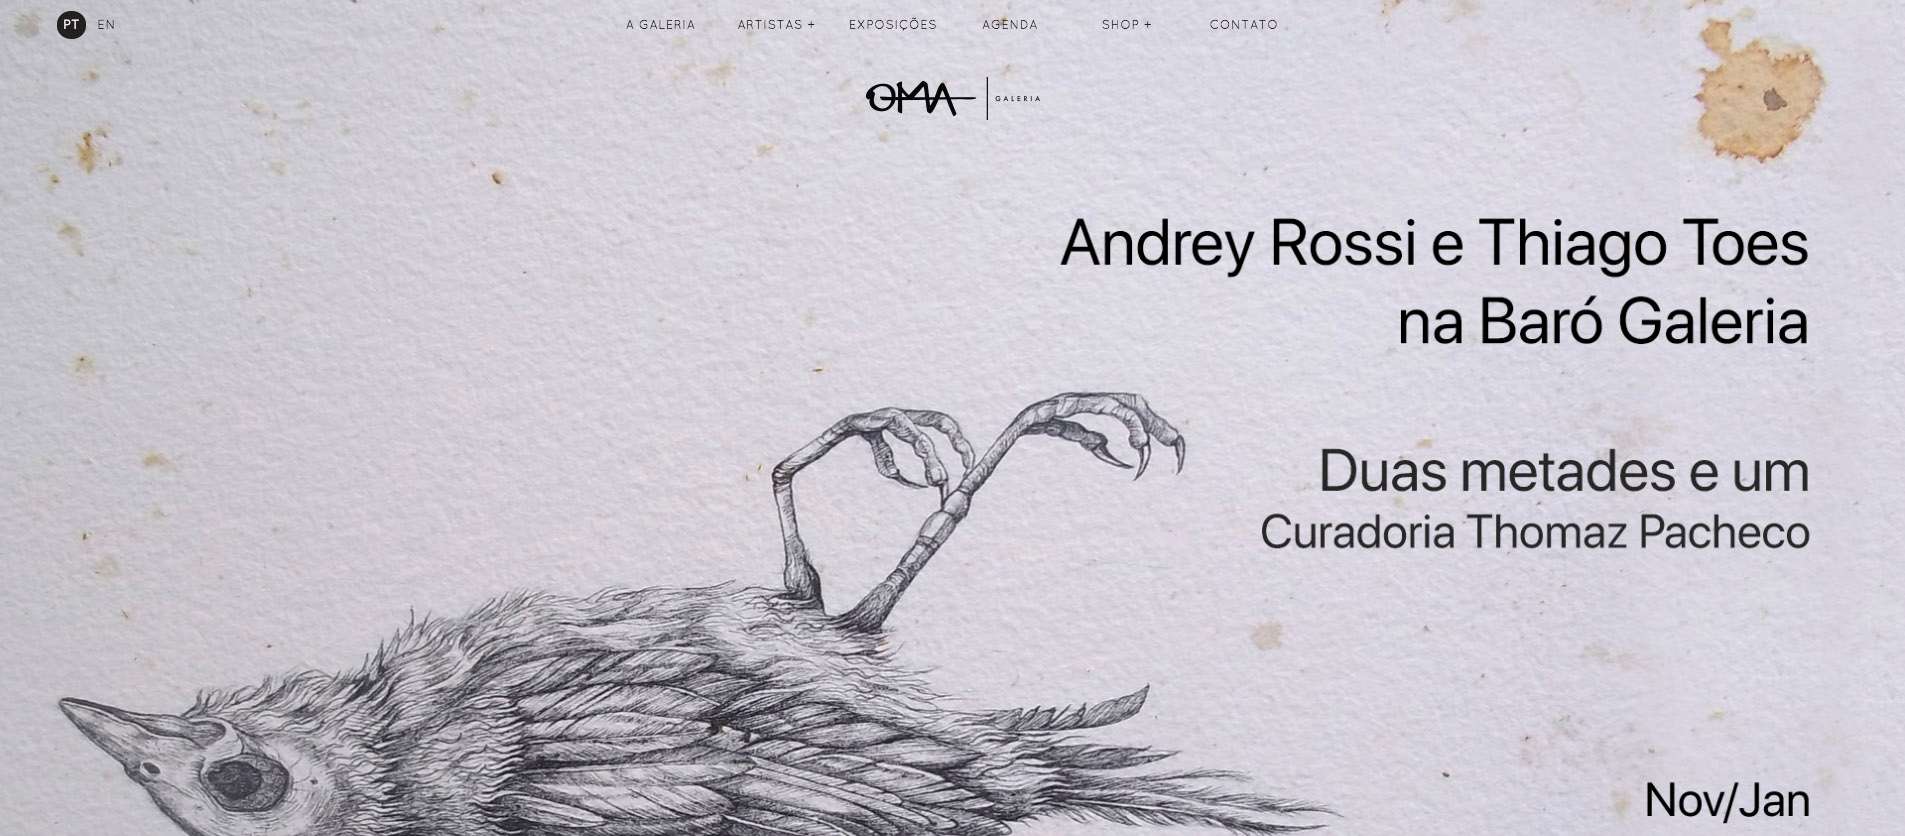 PT EN A GALERIA ARTISTAS + EXPOSIÇÕES AGENDA SHOP + CONTATO
OMA GALERIA
Andrey Rossi e Thiago Toes
na Baró Galeria
Duas metades e um
Curadoria Thomaz Pacheco
Nov/Jan